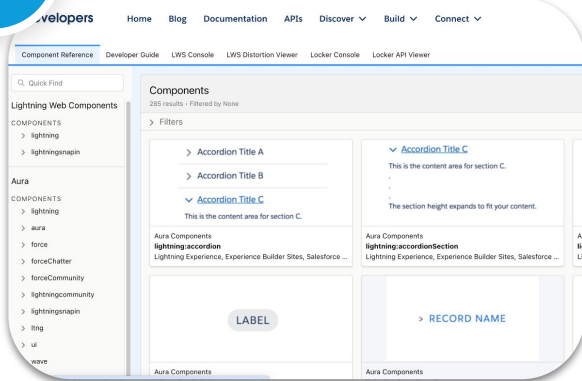 Home Blog Documentation APIs Discover Build Connect
Component Reference Developer Guide LWS Console LWS Distortion Viewer Locker Console Locker API Viewer
Quick Find
Lightning Web Components
COMPONENTS
> lightning
> lightningsnapin
Aura
COMPONENTS
> lightning
> aura
> force
> forceChatter
> forceCommunity
> lightningcommunity
> lightningsnapin
> ltng
> ui
wave
Components
285 results • Filtered by None
> Filters
> Accordion Title A
> Accordion Title B
Accordion Title C
This is the content area for section C.
Aura Components
lightning:accordion
Lightning Experience, Experience Builder Sites, Salesforce ...
Accordion Title C
This is the content area for section C.
.
.
.
The section height expands to fit your content.
Aura Components
lightning:accordionSection
Lightning Experience, Experience Builder Sites, Salesforce ...
LABEL
Aura Components
> RECORD NAME
Aura Components